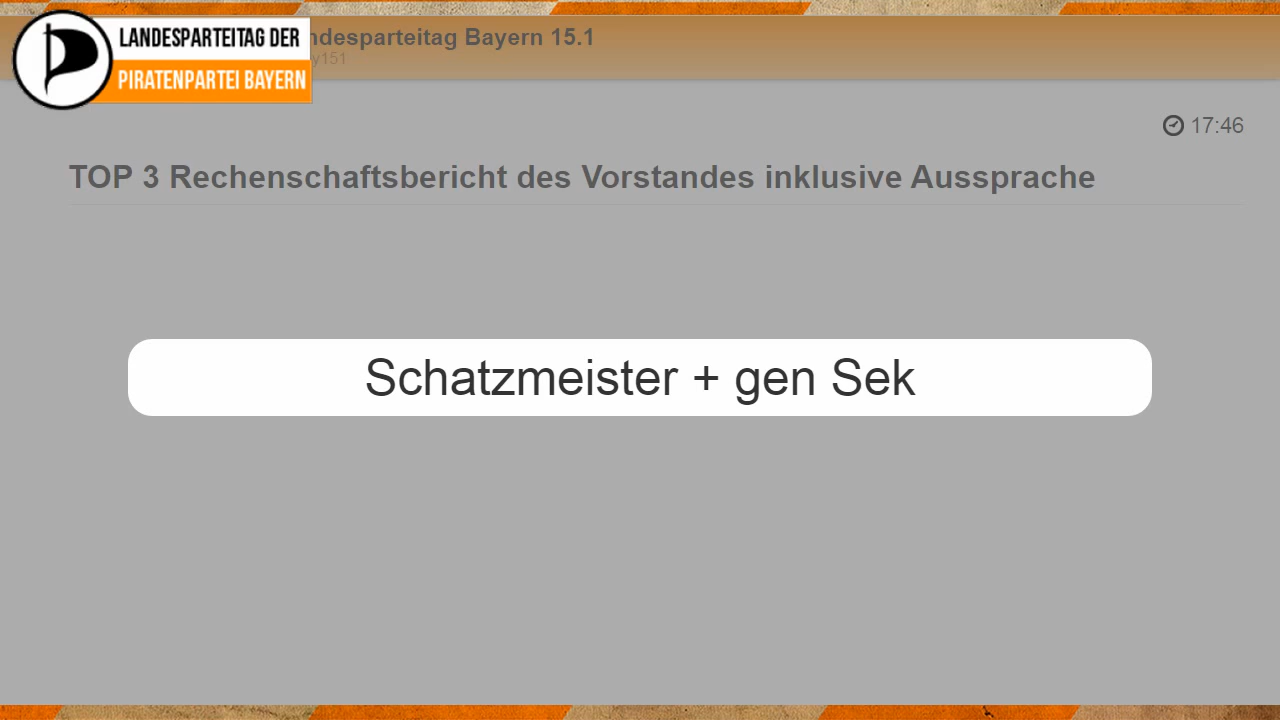 LANDESPARTEITAG DER
PIRATENPARTEI BAYERN
ndesparteitag Bayern 15.1
y151
17:46
TOP 3 Rechenschaftsbericht des Vorstandes inklusive Aussprache
Schatzmeister + gen Sek